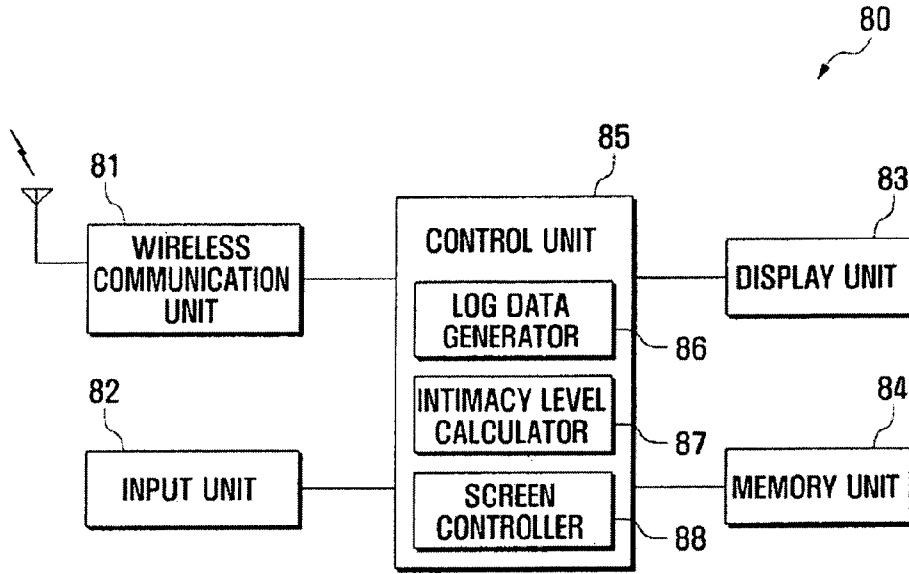 80
81
WIRELESS
COMMUNICATION
UNIT
82
INPUT UNIT
85
CONTROL UNIT
LOG DATA
GENERATOR
86
INTIMACY LEVEL
CALCULATOR
87
SCREEN
CONTROLLER
88
83
DISPLAY UNIT
84
MEMORY UNIT